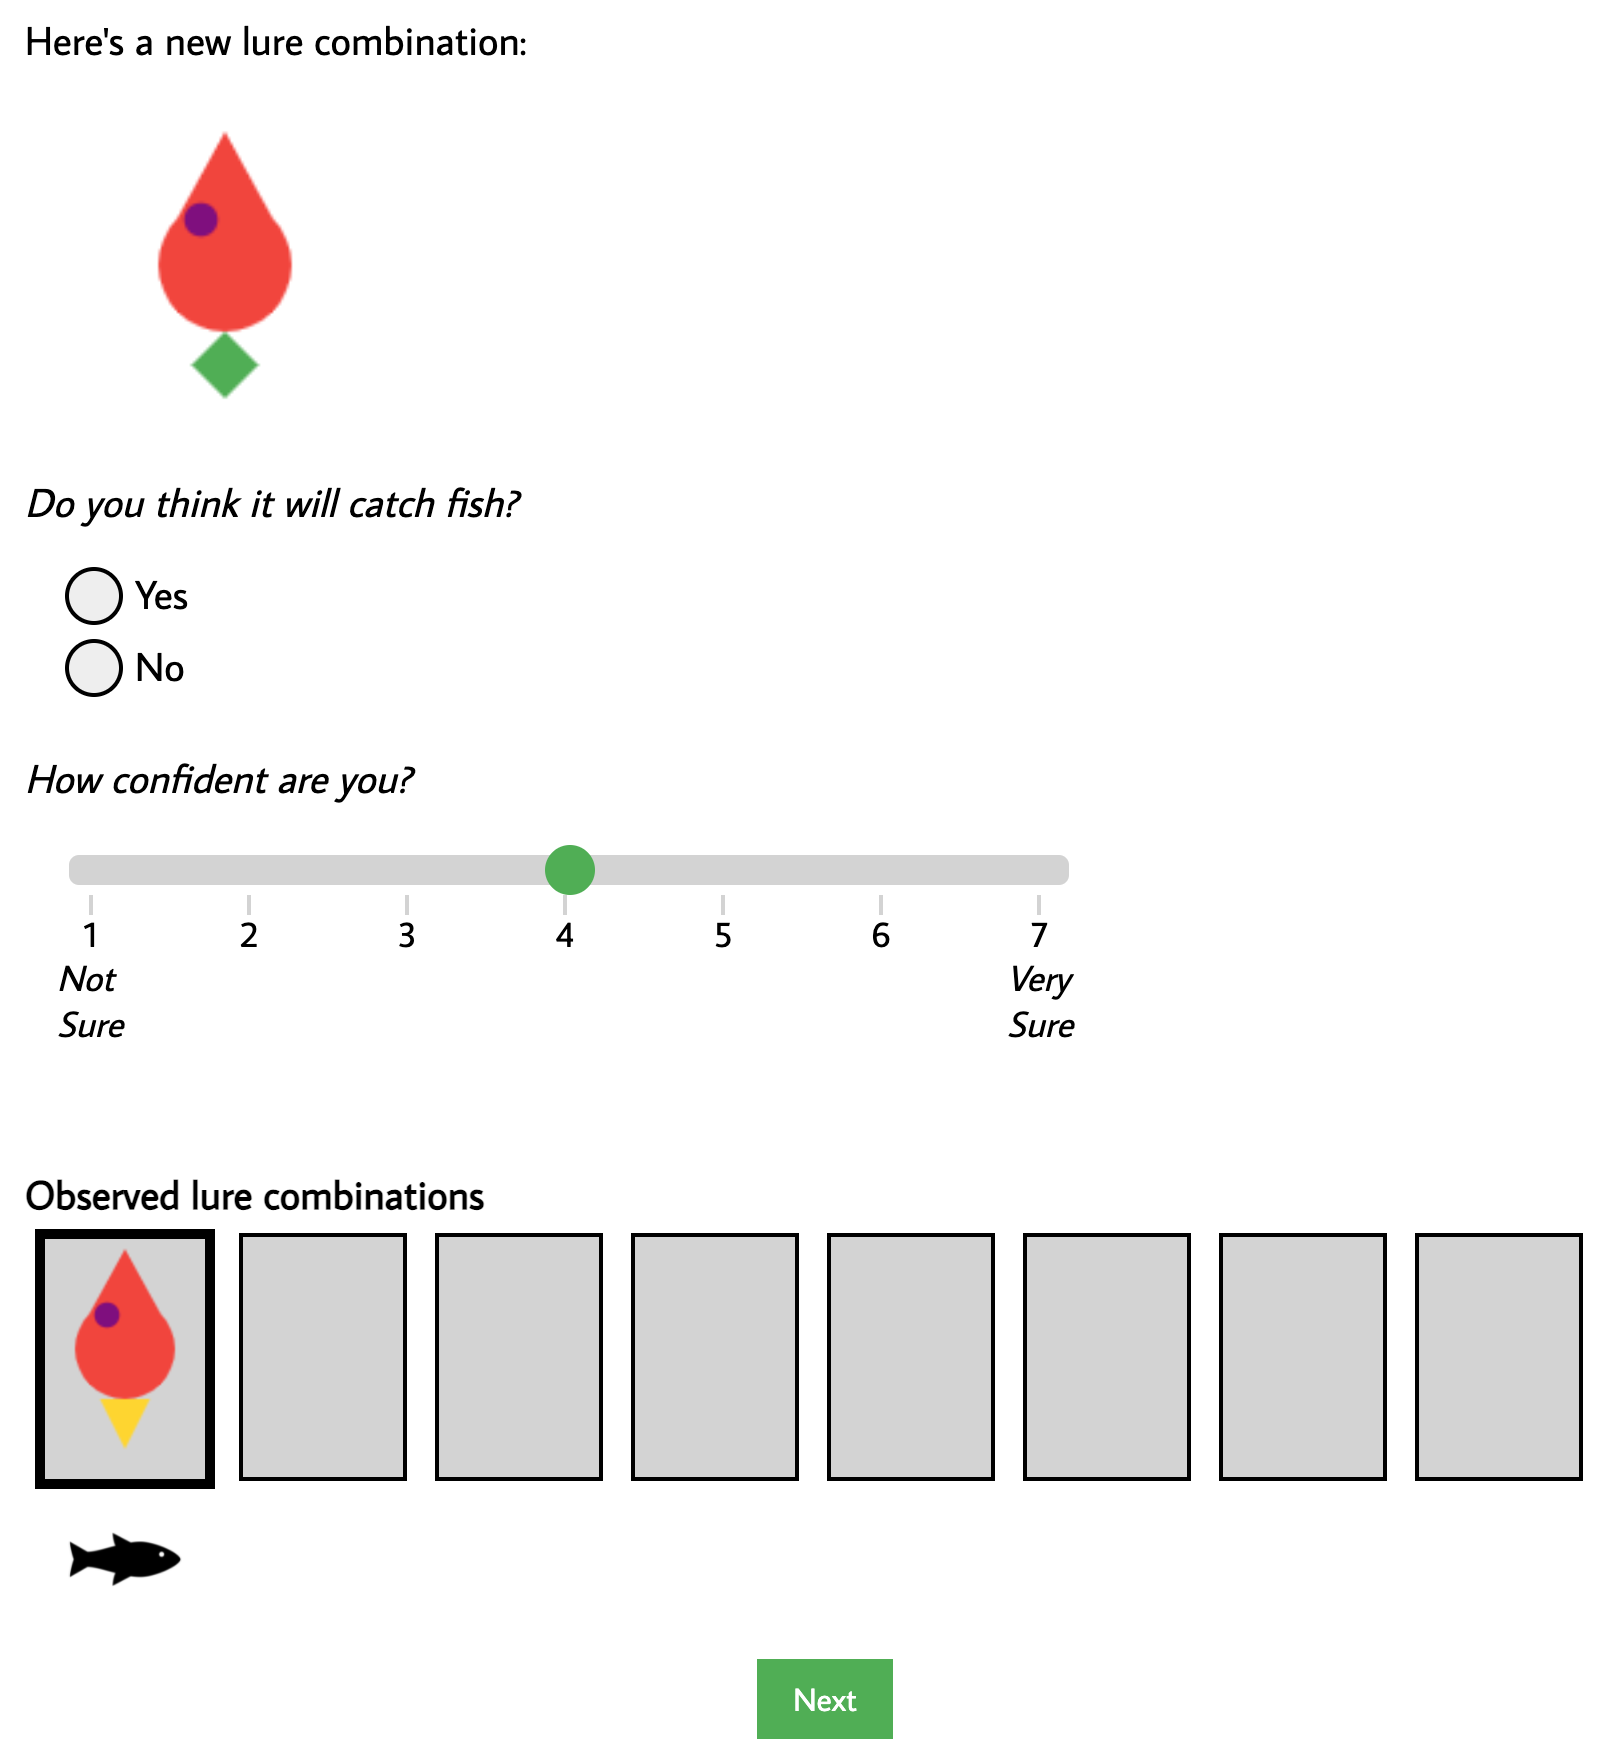 Here's a new lure combination:
Do you think it will catch fish?
Yes
No
How confident are you?
1 2 3 4 5 6 7
Not Very
Sure Sure
Observed lure combinations
Next